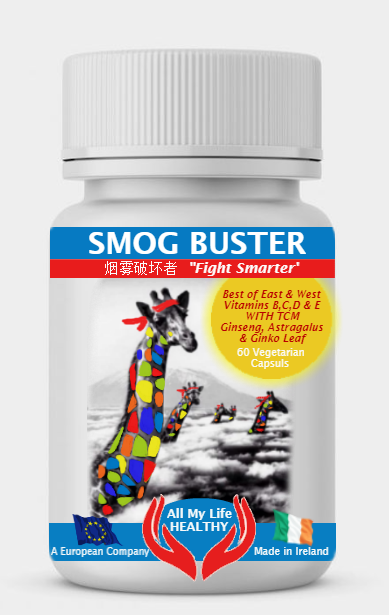 SMOG BUSTER
烟雾破坏者 "Fight Smarter"
Best of East & West
Vitamins B,C,D & E
WITH TCM
Ginseng, Astragalus
& Ginko Leaf
60 Vegetarian
Capsuls
All My Life
HEALTHY
A European Company
Made in Ireland